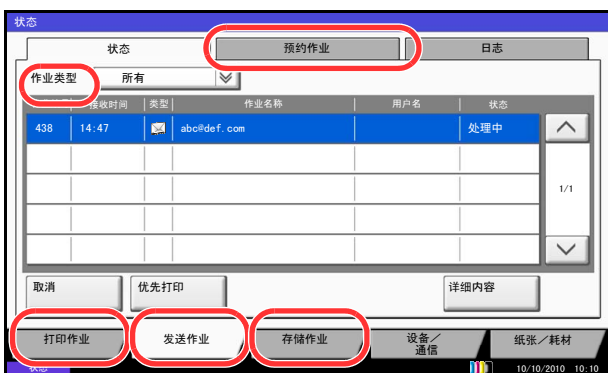 状态
状态 预约作业 日志
作业类型 所有
接收时间 类型 作业名称 用户名 状态
438 14:47 abc@def.com 处理中
1/1
取消 优先打印 详细内容
打印作业 发送作业 存储作业 设备／ 纸张／耗材
通信
状态 10/10/2010 10:10